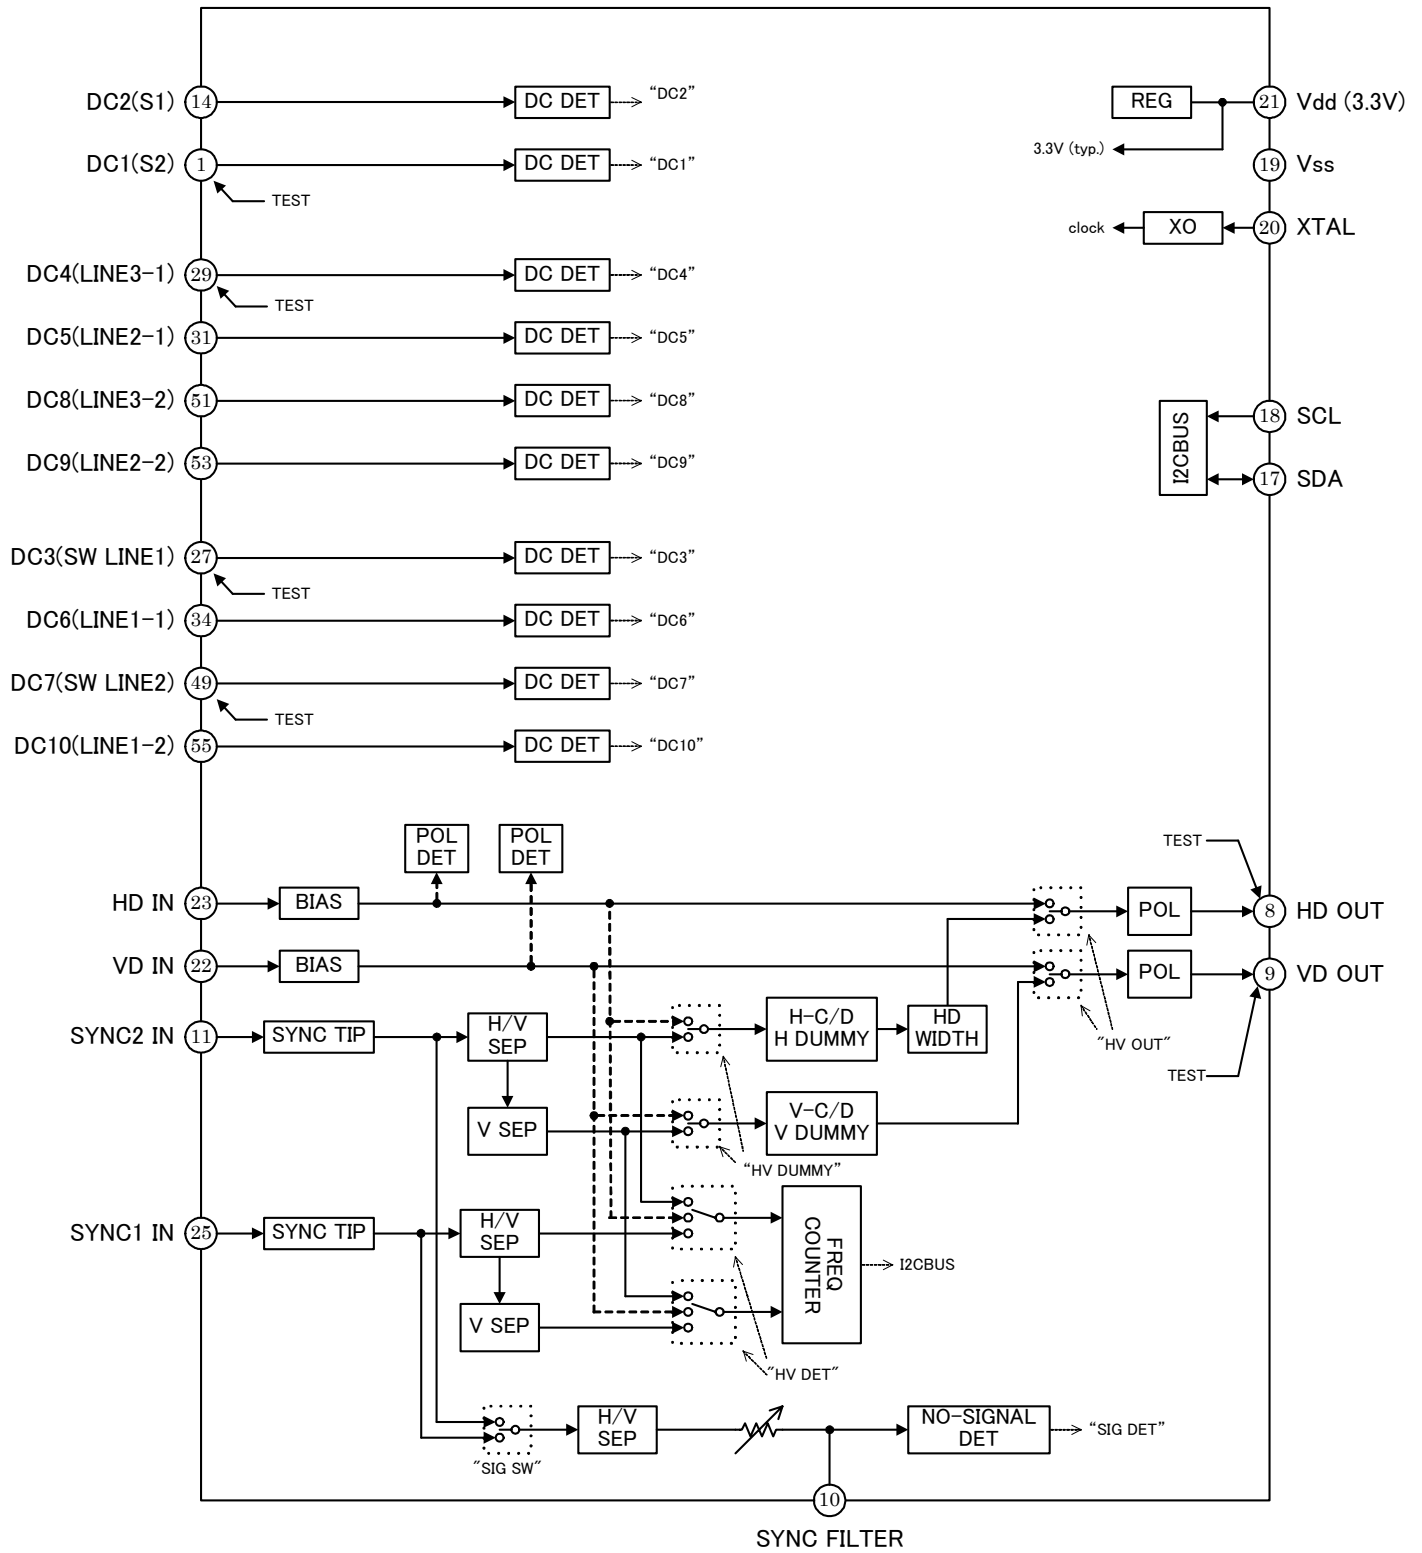 DC2(S1) 14 DC DET “DC2”
REG 21 Vdd (3.3V)
3.3V (typ.)
DC1(S2) 1 DC DET “DC1”
19 Vss
TEST
clock XO 20 XTAL
DC4(LINE3-1) 29 DC DET “DC4”
TEST
DC5(LINE2-1) 31 DC DET “DC5”
DC8(LINE3-2) 51 DC DET “DC8”
I2CBUS
18 SCL
DC9(LINE2-2) 53 DC DET “DC9”
17 SDA
DC3(SW LINE1) 27 DC DET “DC3”
TEST
DC6(LINE1-1) 34 DC DET “DC6”
DC7(SW LINE2) 49 DC DET “DC7”
TEST
DC10(LINE1-2) 55 DC DET “DC10”
POL
DET
POL
DET
TEST
HD IN 23 BIAS
POL 8 HD OUT
VD IN 22 BIAS
POL 9 VD OUT
SYNC2 IN 11 SYNC TIP
H/V
SEP
H-C/D
H DUMMY
HD
WIDTH
"HV OUT"
TEST
V SEP
V-C/D
V DUMMY
“HV DUMMY”
SYNC1 IN 25 SYNC TIP
H/V
SEP
FREQ
COUNTER
I2CBUS
V SEP
"HV DET"
H/V
SEP
NO-SIGNAL
DET
“SIG DET”
"SIG SW"
10
SYNC FILTER